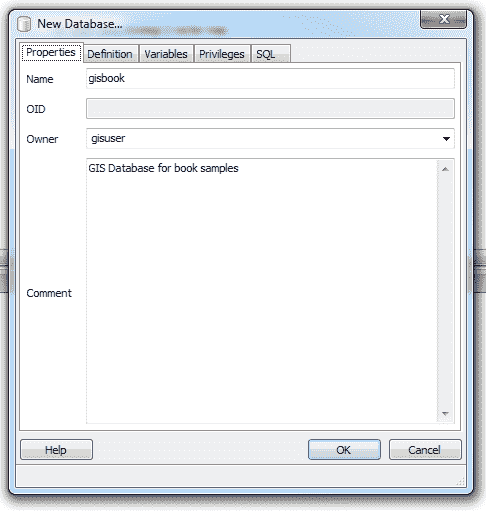 New Database...
Properties Definition Variables Privileges SQL
Name gisbook
OID
Owner gisuser
GIS Database for book samples
Comment
Help OK Cancel